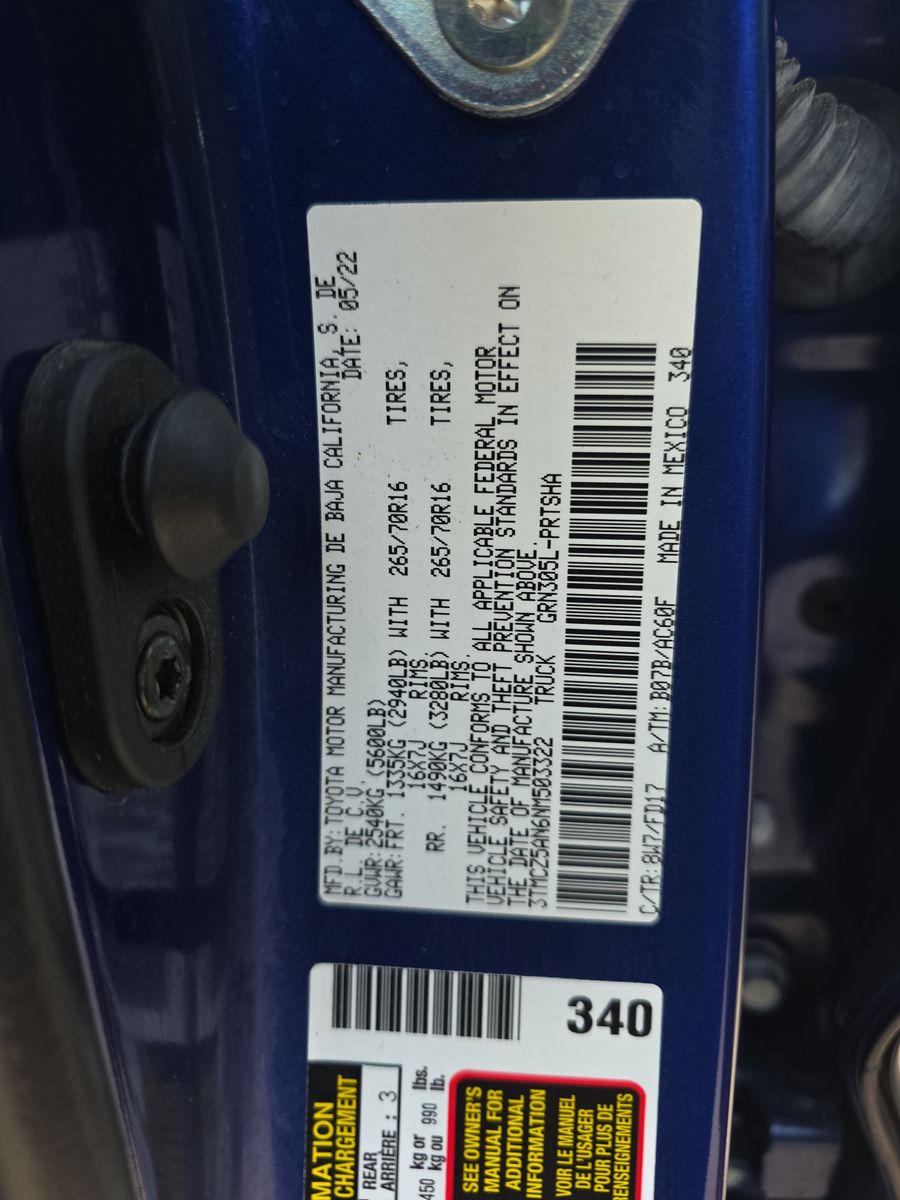 MFD. BY: TOYOTA MOTOR MANUFACTURING DE BAJA CALIFORNIA, S. DE
R. L. DE C.V. DATE: 05/22
GVWR: 2540KG (5600LB)
GAWR: FRT. 1335KG (2940LB) WITH 265/70R16 TIRES,
16X7J RIMS,
RR. 1490KG (3280LB) WITH 265/70R16 TIRES,
16X7J RIMS.
THIS VEHICLE CONFORMS TO ALL APPLICABLE FEDERAL MOTOR
VEHICLE SAFETY AND THEFT PREVENTION STANDARDS IN EFFECT ON
THE DATE OF MANUFACTURE SHOWN ABOVE.
3TMCZ5AN6NM503322 TRUCK GRN305L-PRTSHA
C/TR: 8W7/FD17 A/TM: B07B/AC60F MADE IN MEXICO 340
340
MATION
CHARGEMENT
REAR
ARRIÈRE : 3
450 kg or 990 lbs.
kg ou lb.
SEE OWNER'S
MANUAL FOR
ADDITIONAL
INFORMATION
VOIR LE MANUEL
DE L'USAGER
POUR PLUS DE
RENSEIGNEMENTS